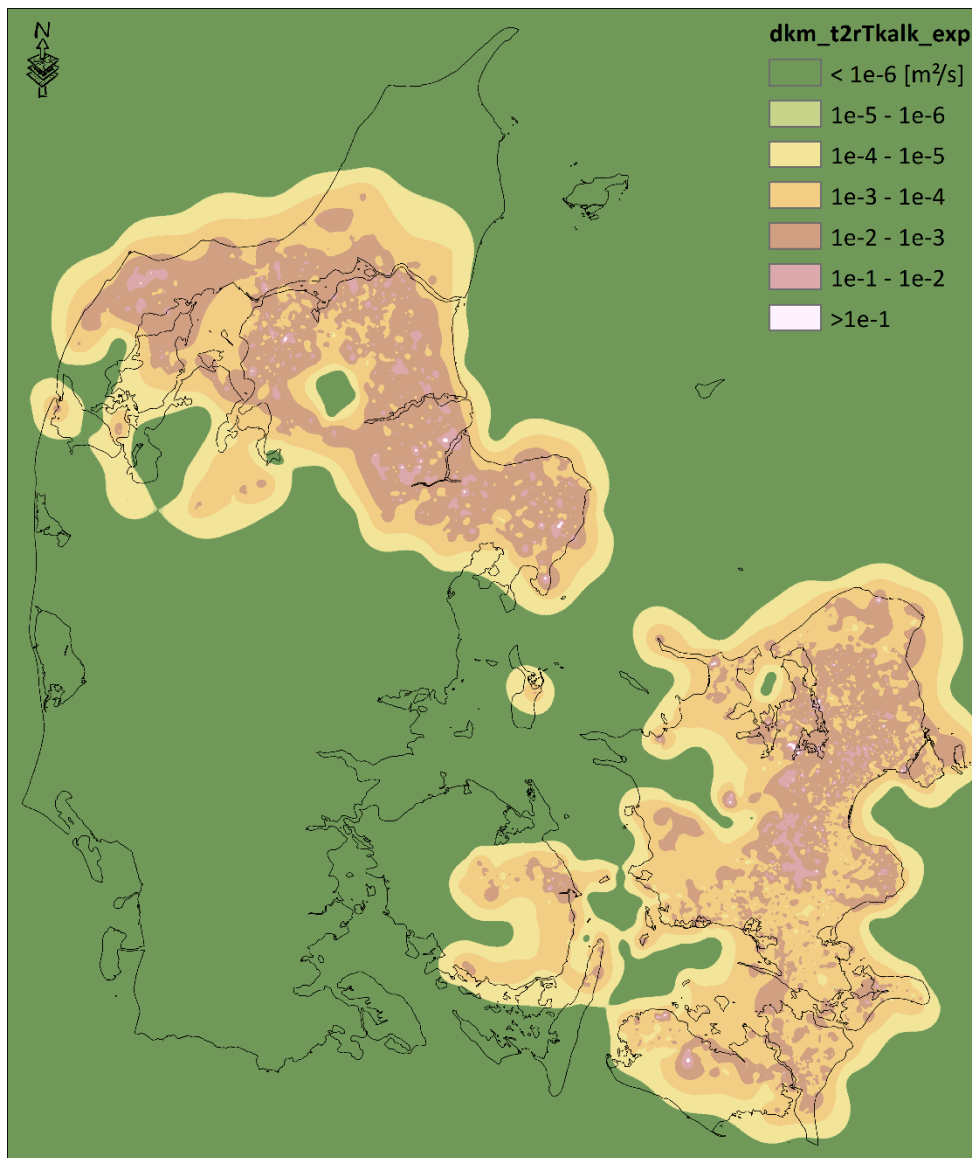 N
dkm_t2rTkalk_exp
< 1e-6 [m²/s]
1e-5 - 1e-6
1e-4 - 1e-5
1e-3 - 1e-4
1e-2 - 1e-3
1e-1 - 1e-2
>1e-1